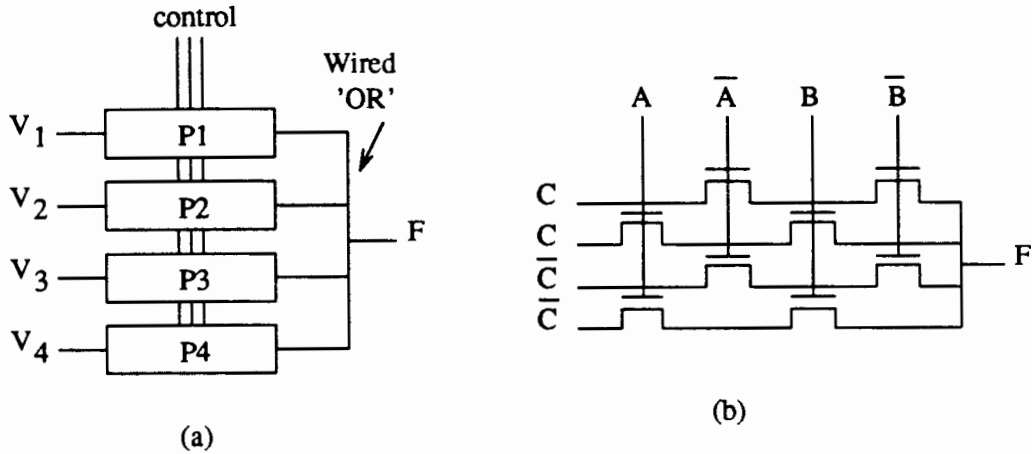 control
Wired
'OR'
V1
P1
V2
P2
F
V3
P3
V4
P4
(a)
A A̅ B B̅
C
C
C̅
F
C̅
(b)